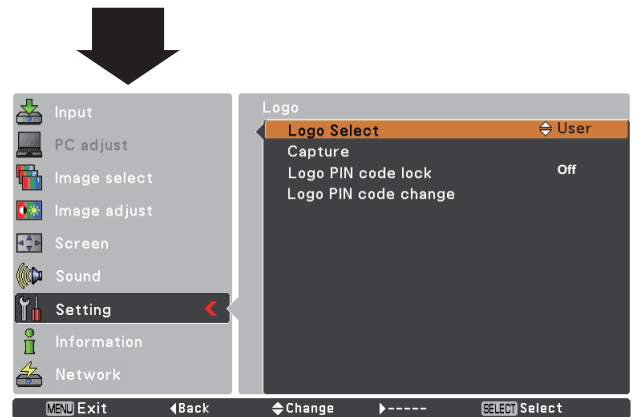 Input
PC adjust
Image select
Image adjust
Screen
Sound
Setting
Information
Network
Logo
Logo Select User
Capture
Logo PIN code lock Off
Logo PIN code change
MENU Exit Back Change ----- SELECT Select